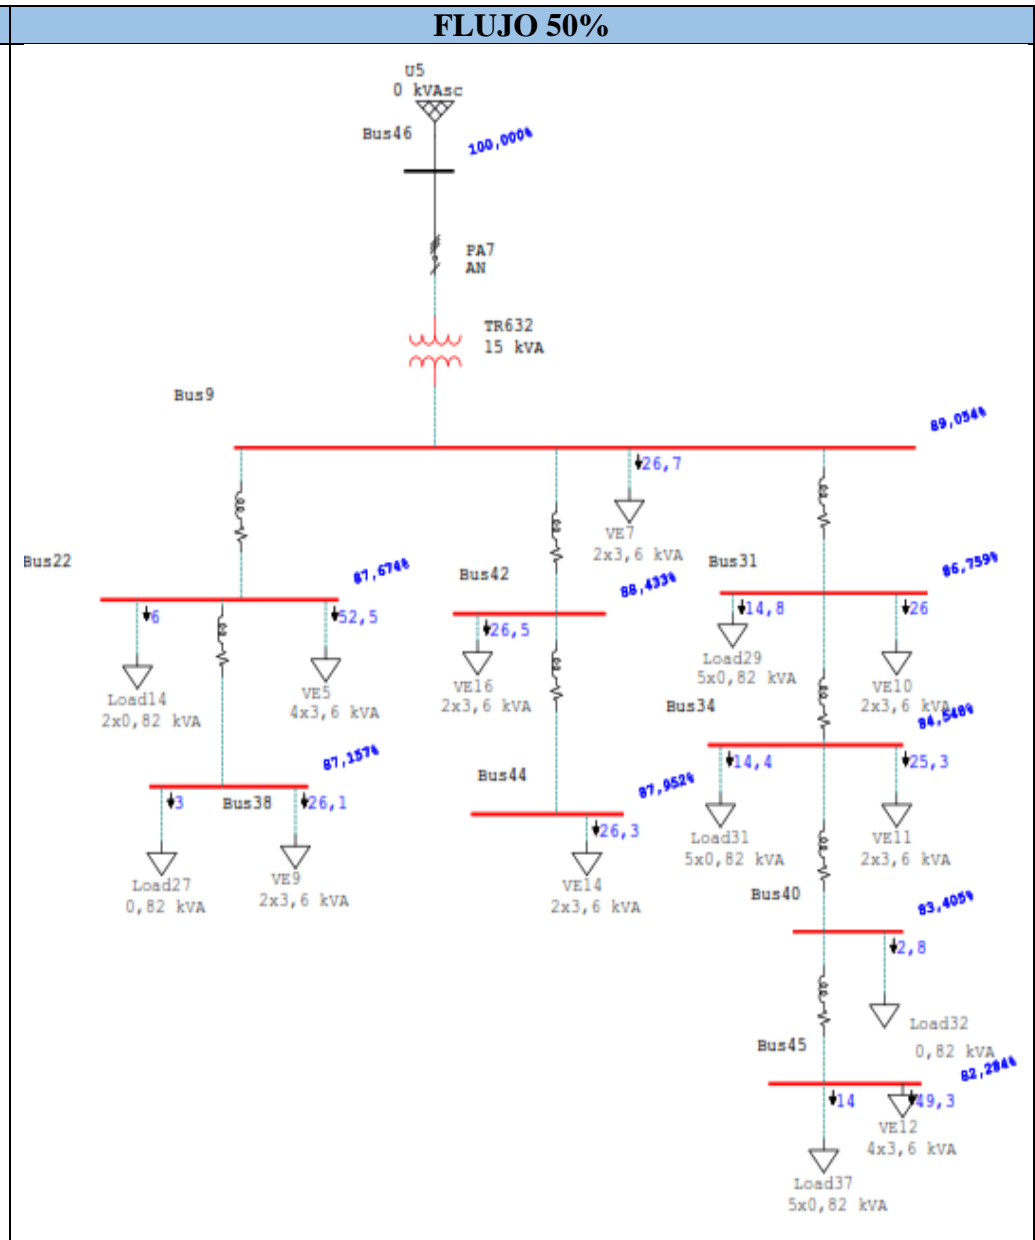 FLUJO 50%
U5
0 kVAsc
Bus46
100,000%
PA7
AN
TR632
15 kVA
Bus9
89,054%
26,7
VE7
2x3,6 kVA
Bus22
87,674%
6
52,5
Load14
2x0,82 kVA
VE5
4x3,6 kVA
Bus42
88,433%
26,5
VE16
2x3,6 kVA
Bus31
86,759%
14,8
26
Load29
5x0,82 kVA
VE10
2x3,6 kVA
Bus34
84,548%
14,4
25,3
Load31
5x0,82 kVA
VE11
2x3,6 kVA
87,157%
Bus38
3
26,1
Load27
0,82 kVA
VE9
2x3,6 kVA
Bus44
87,952%
26,3
VE14
2x3,6 kVA
Bus40
83,405%
2,8
Load32
0,82 kVA
Bus45
82,284%
14
49,3
VE12
4x3,6 kVA
Load37
5x0,82 kVA